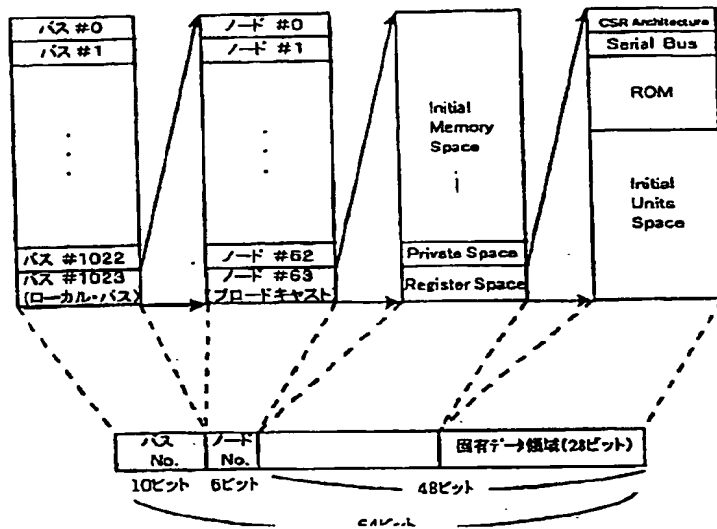 バス #0
バス #1
バス #1022
バス #1023
(ローカル・バス)
ノード #0
ノード #1
ノード #62
ノード #63
(ブロードキャスト)
Initial
Memory
Space
Private Space
Register Space
CSR Architecture
Serial Bus
ROM
Initial
Units
Space
バス
No.
ノード
No.
固有データ領域(28ビット)
10ビット
6ビット
48ビット
64ビット